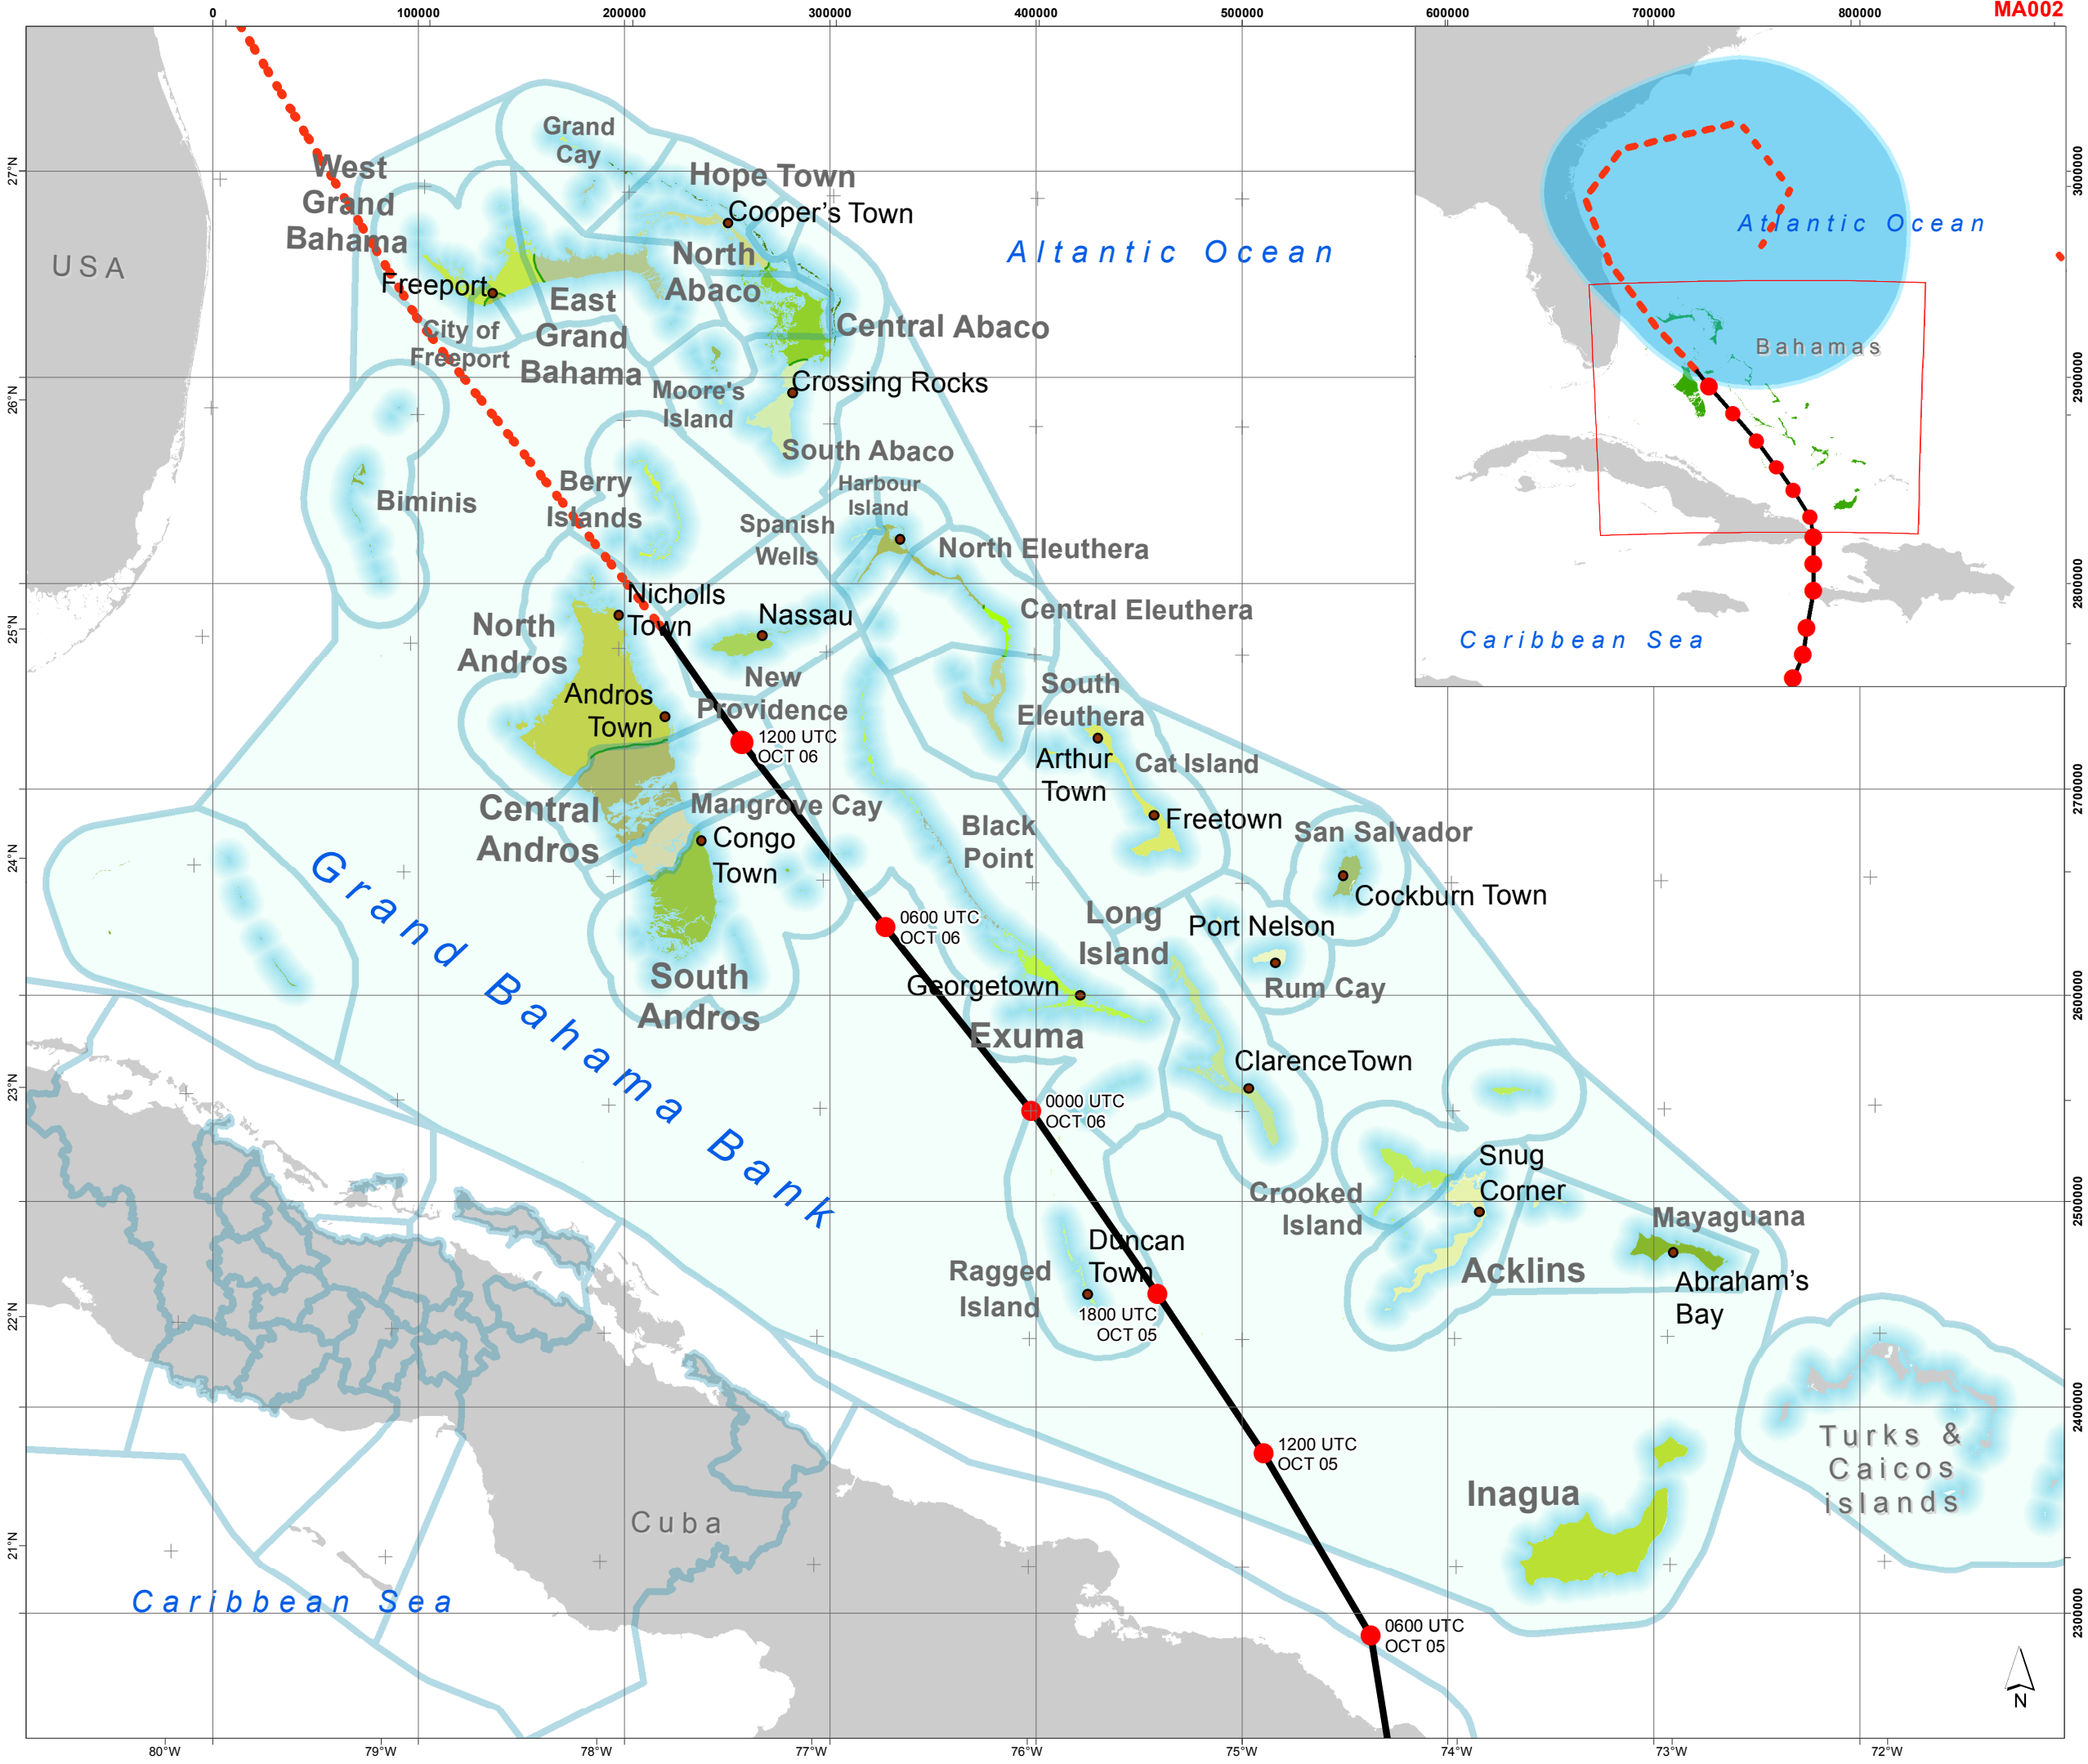 0 100000 200000 300000 400000 500000 600000 700000 800000
MA002
27°N
26°N
25°N
24°N
23°N
22°N
21°N
3000000
2900000
2800000
2700000
2600000
2500000
2400000
2300000
80°W 79°W 78°W 77°W 76°W 75°W 74°W 73°W 72°W
USA
West
Grand
Bahama
Grand
Cay
Hope Town
Cooper's Town
North
Abaco
Freeport
City of
Freeport
East
Grand
Bahama
Central Abaco
Moore's
Island
Crossing Rocks
South Abaco
Altantic Ocean
Biminis
Berry
Islands
Spanish
Wells
Harbour
Island
North Eleuthera
Central Eleuthera
Nicholls
Town
Nassau
New
Providence
North
Andros
Andros
Town
South
Eleuthera
1200 UTC
OCT 06
Arthur
Town
Cat Island
Freetown
Central
Andros
Mangrove Cay
Congo
Town
Black
Point
San Salvador
Cockburn Town
0600 UTC
OCT 06
Long
Island
Port Nelson
Rum Cay
South
Andros
Georgetown
Exuma
ClarenceTown
Grand Bahama Bank
0000 UTC
OCT 06
Snug
Corner
Crooked
Island
Acklins
Mayaguana
Abraham's
Bay
Duncan
Town
Ragged
Island
1800 UTC
OCT 05
1200 UTC
OCT 05
Turks &
Caicos
islands
Inagua
Cuba
Caribbean Sea
0600 UTC
OCT 05
N
Atlantic Ocean
Bahamas
Caribbean Sea